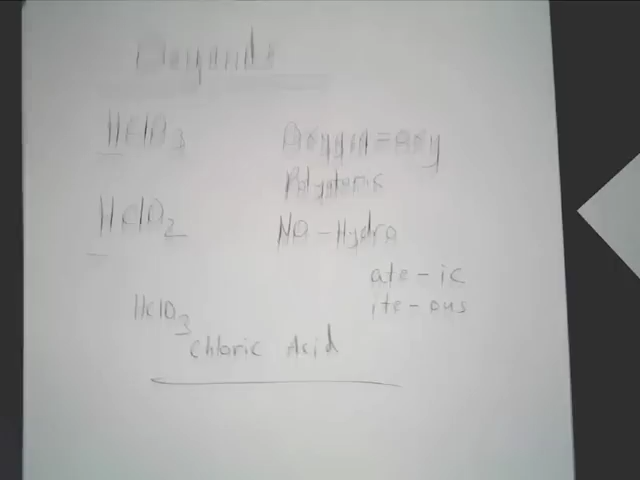 Oxyacids
HClO3
Oxygen = Oxy
Polyatomic
HClO2
NO - Hydro
ate - ic
ite - ous
HClO3
Chloric Acid